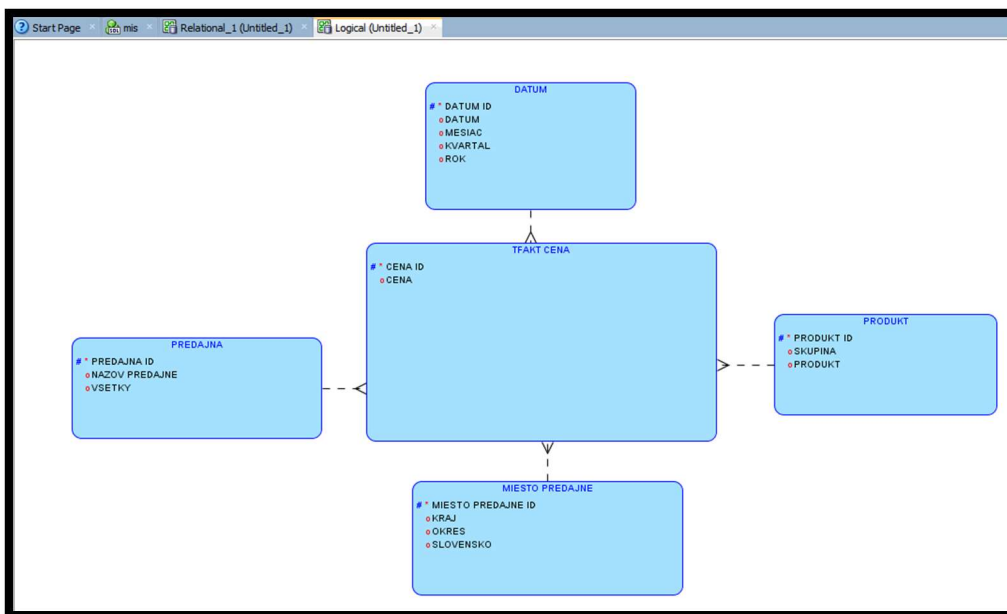 Start Page mis Relational_1 (Untitled_1) Logical (Untitled_1)
DATUM
# * DATUM ID
o DATUM
o MESIAC
o KVARTAL
o ROK
TFAKT CENA
# * CENA ID
o CENA
PREDAJNA
# * PREDAJNA ID
o NAZOV PREDAJNE
o VSETKY
PRODUKT
# * PRODUKT ID
o SKUPINA
o PRODUKT
MIESTO PREDAJNE
# * MIESTO PREDAJNE ID
o KRAJ
o OKRES
o SLOVENSKO